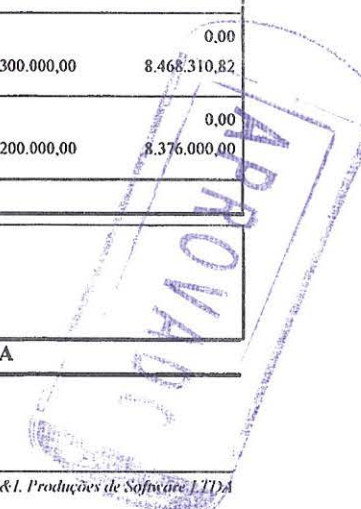 0,00
300.000,00 8.468.310,82
0,00
200.000,00 8.376.000,00
A
&L Produções de Software LTDA
APROVADO